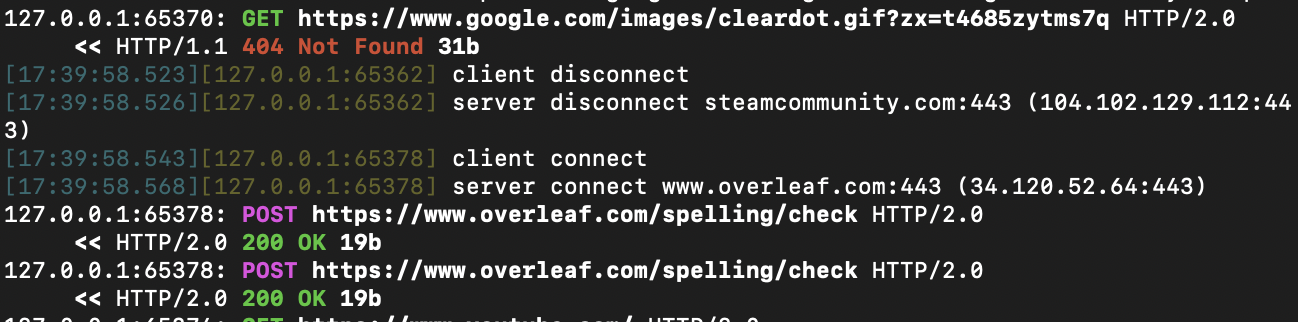 127.0.0.1:65370: GET https://www.google.com/images/cleardot.gif?zx=t4685zytms7q HTTP/2.0
<< HTTP/1.1 404 Not Found 31b
[17:39:58.523][127.0.0.1:65362] client disconnect
[17:39:58.526][127.0.0.1:65362] server disconnect steamcommunity.com:443 (104.102.129.112:44
3)
[17:39:58.543][127.0.0.1:65378] client connect
[17:39:58.568][127.0.0.1:65378] server connect www.overleaf.com:443 (34.120.52.64:443)
127.0.0.1:65378: POST https://www.overleaf.com/spelling/check HTTP/2.0
<< HTTP/2.0 200 OK 19b
127.0.0.1:65378: POST https://www.overleaf.com/spelling/check HTTP/2.0
<< HTTP/2.0 200 OK 19b